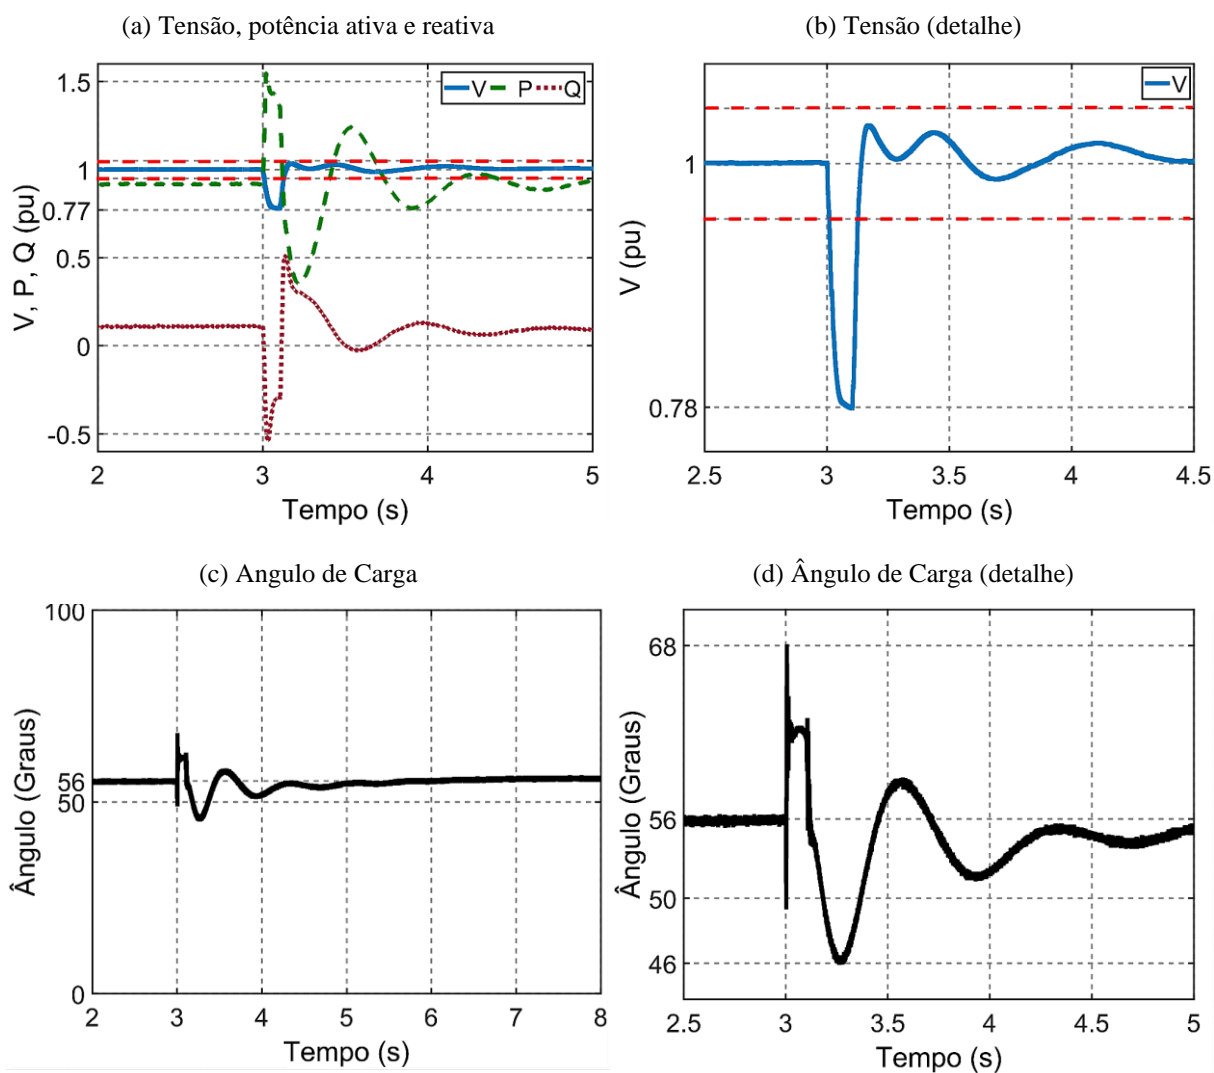 (a) Tensão, potência ativa e reativa
1.5
1
0.77
0.5
0
-0.5
V, P, Q (pu)
V P Q
2 3 4 5
Tempo (s)
(b) Tensão (detalhe)
V
1
0.78
V (pu)
2.5 3 3.5 4 4.5
Tempo (s)
(c) Angulo de Carga
100
56
50
0
Ângulo (Graus)
2 3 4 5 6 7 8
Tempo (s)
(d) Ângulo de Carga (detalhe)
68
56
50
46
Ângulo (Graus)
2.5 3 3.5 4 4.5 5
Tempo (s)